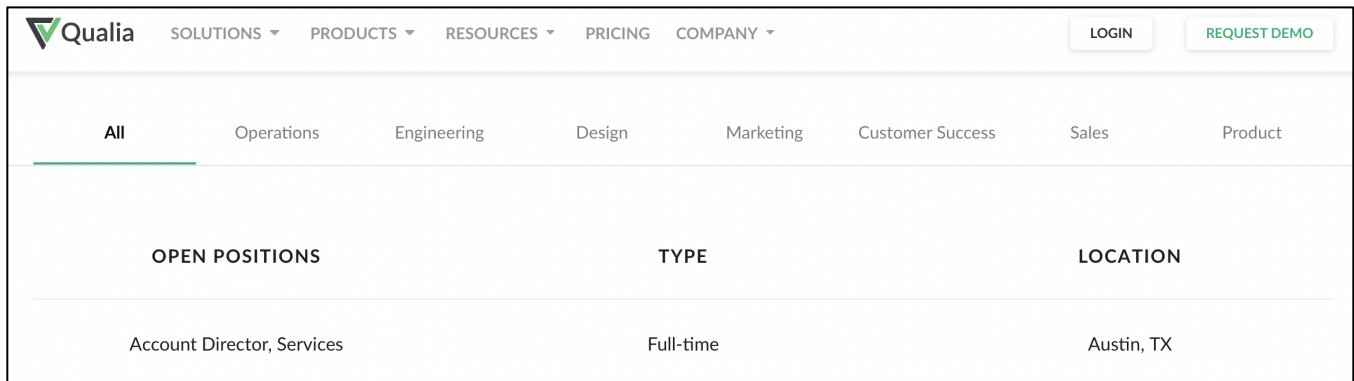 Qualia SOLUTIONS PRODUCTS RESOURCES PRICING COMPANY LOGIN REQUEST DEMO
All Operations Engineering Design Marketing Customer Success Sales Product
OPEN POSITIONS TYPE LOCATION
Account Director, Services Full-time Austin, TX